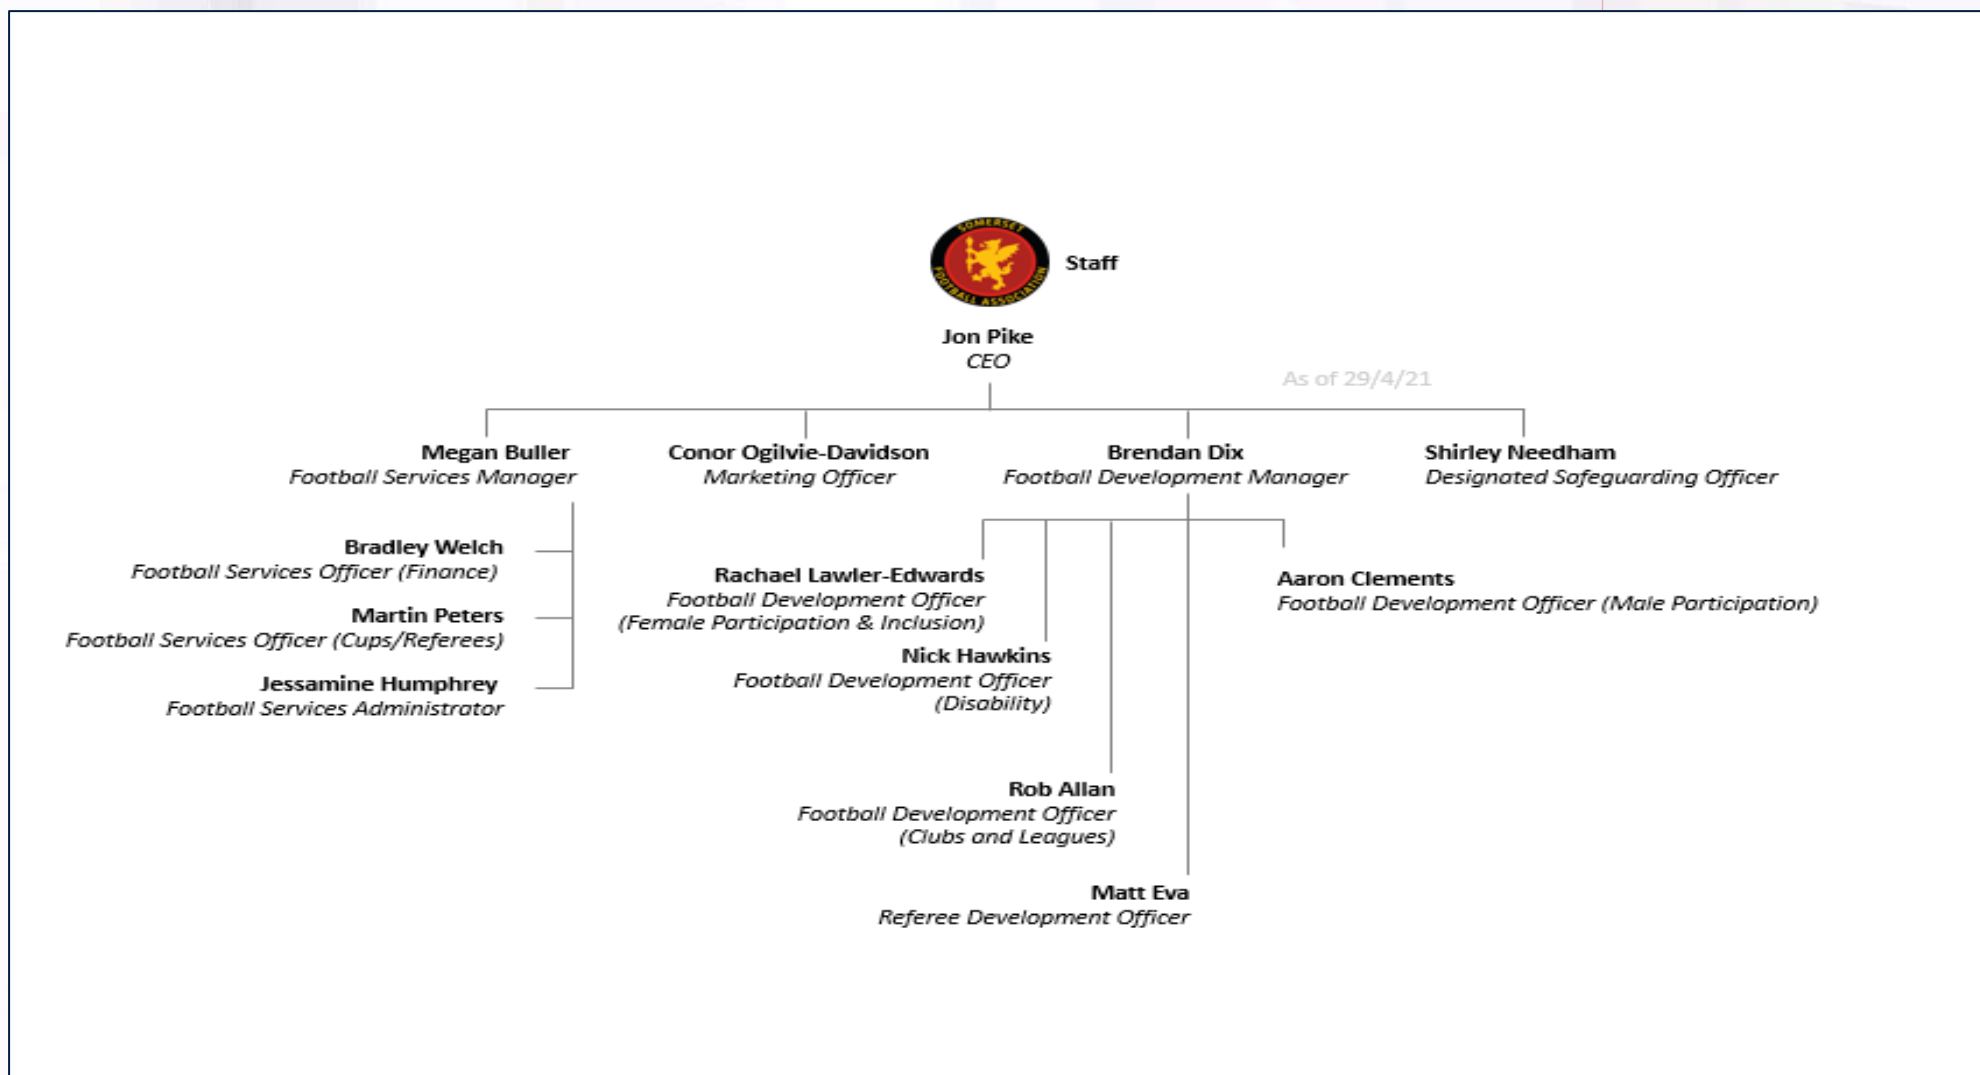 SOMERSET
FOOTBALL ASSOCIATION
Staff
Jon Pike
CEO
As of 29/4/21
Megan Buller
Football Services Manager
Conor Ogilvie-Davidson
Marketing Officer
Brendan Dix
Football Development Manager
Shirley Needham
Designated Safeguarding Officer
Bradley Welch
Football Services Officer (Finance)
Martin Peters
Football Services Officer (Cups/Referees)
Jessamine Humphrey
Football Services Administrator
Rachael Lawler-Edwards
Football Development Officer
(Female Participation & Inclusion)
Nick Hawkins
Football Development Officer
(Disability)
Rob Allan
Football Development Officer
(Clubs and Leagues)
Matt Eva
Referee Development Officer
Aaron Clements
Football Development Officer (Male Participation)